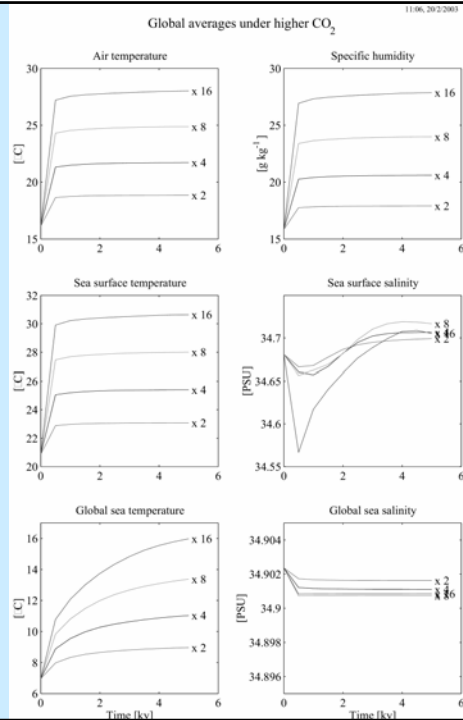 11:06, 20/2/2003
Global averages under higher CO2
Air temperature
30
25
20
15
[□C]
0 2 4 6
x 16
x 8
x 4
x 2
Specific humidity
30
25
20
15
[g kg-1]
0 2 4 6
x 16
x 8
x 4
x 2
Sea surface temperature
32
30
28
26
24
22
20
[□C]
0 2 4 6
x 16
x 8
x 4
x 2
Sea surface salinity
34.7
34.65
34.6
34.55
[PSU]
0 2 4 6
x 8
x 2
Global sea temperature
16
14
12
10
8
6
[□C]
0 2 4 6
Time [ky]
x 16
x 8
x 4
x 2
Global sea salinity
34.904
34.902
34.9
34.898
34.896
[PSU]
0 2 4 6
Time [ky]
x 2